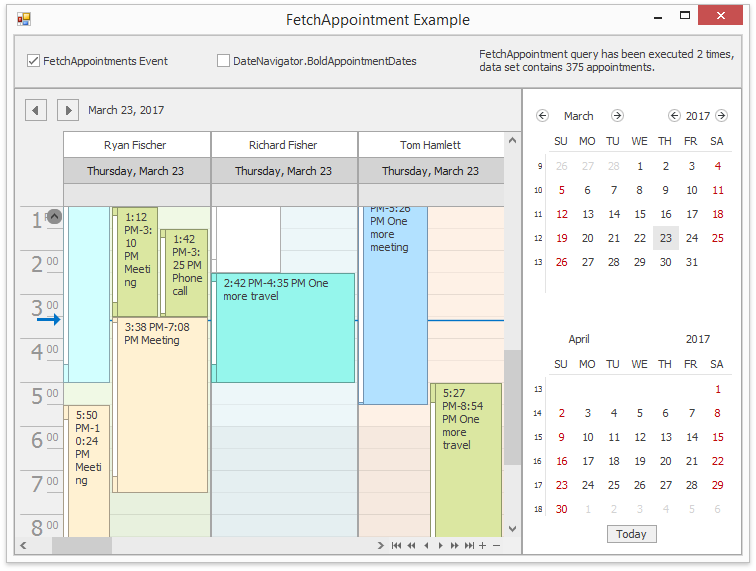 FetchAppointment Example
FetchAppointments Event
DateNavigator.BoldAppointmentDates
FetchAppointment query has been executed 2 times,
data set contains 375 appointments.
March 23, 2017
Ryan Fischer Richard Fisher Tom Hamlett
Thursday, March 23 Thursday, March 23 Thursday, March 23
1
2 00
3 00
4 00
5 00
6 00
7 00
8 00
1:12
PM-3:
10
PM
Meeti
ng
1:42
PM-3:
25 PM
Phone
call
3:38 PM-7:08
PM Meeting
5:50
PM-1
0:24
PM
Meeti
ng
2:42 PM-4:35 PM One
more travel
PM-5:26
PM One
more
meeting
5:27
PM-8:54
PM One
more
travel
March 2017
SU MO TU WE TH FR SA
9 26 27 28 1 2 3 4
10 5 6 7 8 9 10 11
11 12 13 14 15 16 17 18
12 19 20 21 22 23 24 25
13 26 27 28 29 30 31
April 2017
SU MO TU WE TH FR SA
13 1
14 2 3 4 5 6 7 8
15 9 10 11 12 13 14 15
16 16 17 18 19 20 21 22
17 23 24 25 26 27 28 29
18 30 1 2 3 4 5 6
Today